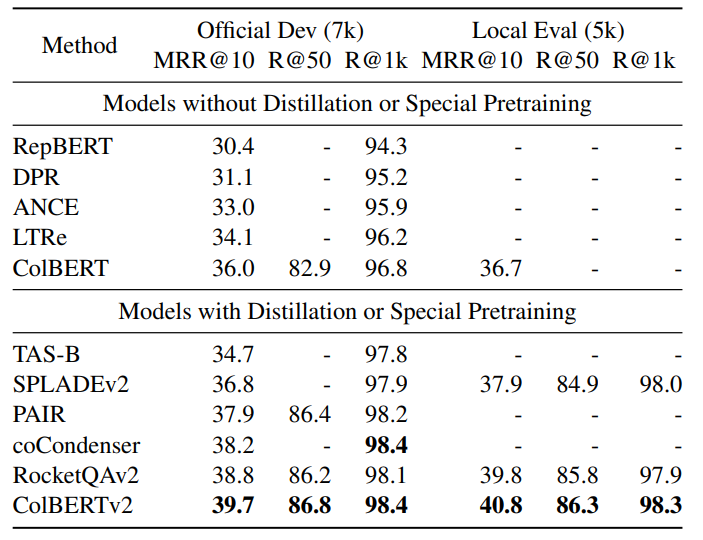 Method Official Dev (7k) Local Eval (5k)
MRR@10 R@50 R@1k MRR@10 R@50 R@1k
Models without Distillation or Special Pretraining
RepBERT 30.4 - 94.3 - - -
DPR 31.1 - 95.2 - - -
ANCE 33.0 - 95.9 - - -
LTRe 34.1 - 96.2 - - -
ColBERT 36.0 82.9 96.8 36.7 - -
Models with Distillation or Special Pretraining
TAS-B 34.7 - 97.8 - - -
SPLADEv2 36.8 - 97.9 37.9 84.9 98.0
PAIR 37.9 86.4 98.2 - - -
coCondenser 38.2 - 98.4 - - -
RocketQAv2 38.8 86.2 98.1 39.8 85.8 97.9
ColBERTv2 39.7 86.8 98.4 40.8 86.3 98.3